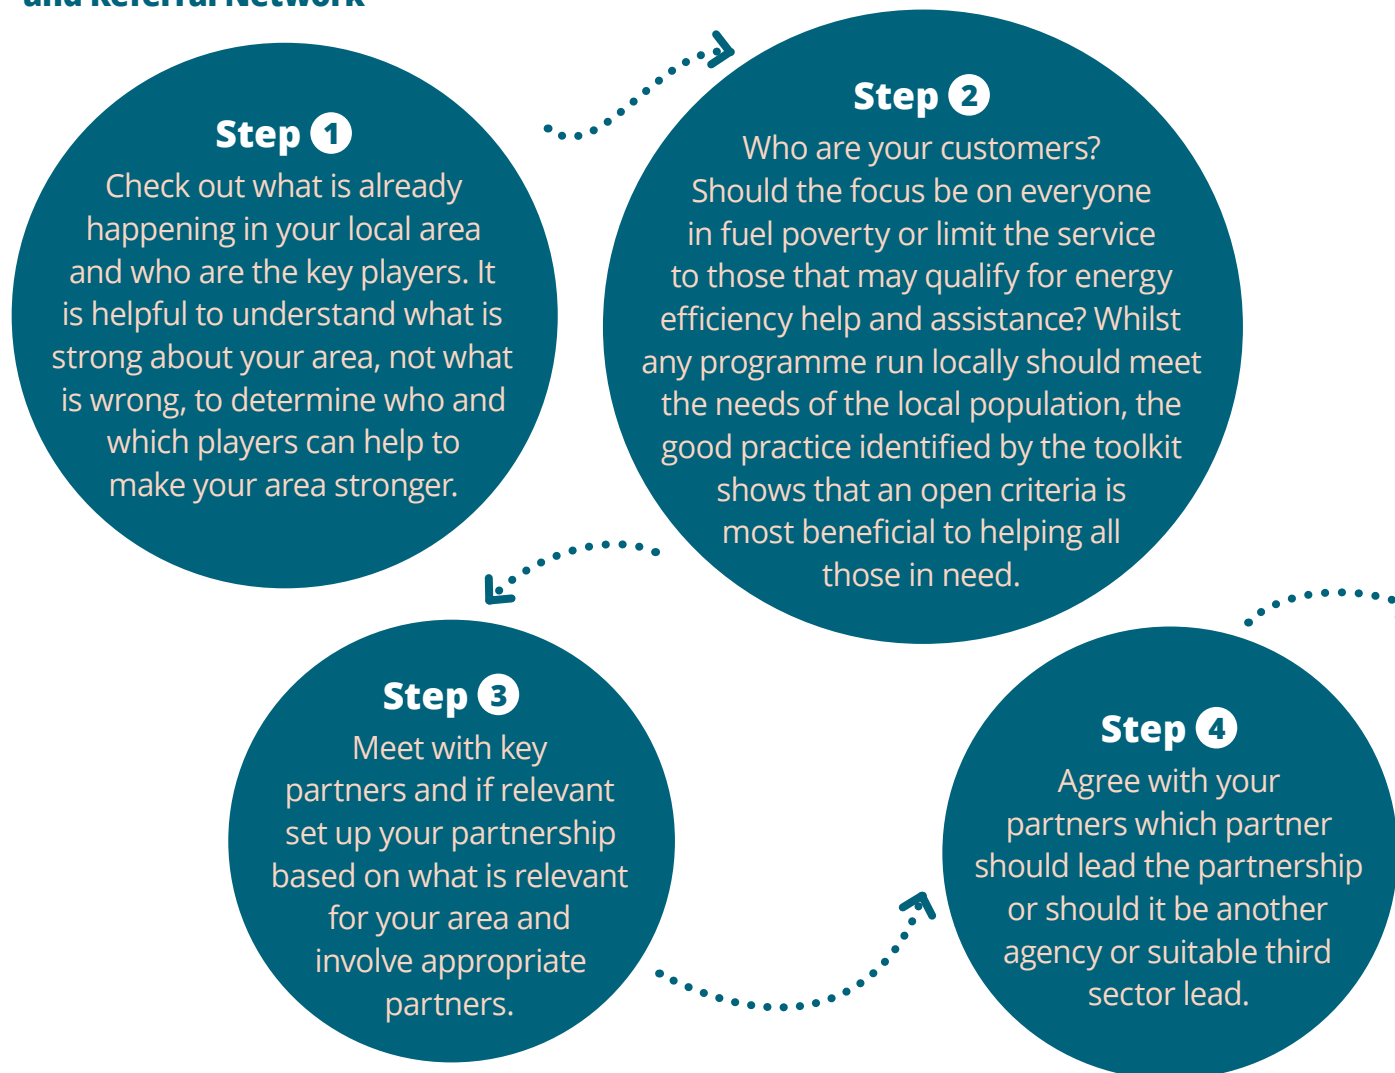 and Referral Network
Step 1
Check out what is already
happening in your local area
and who are the key players. It
is helpful to understand what is
strong about your area, not what
is wrong, to determine who and
which players can help to
make your area stronger.
Step 2
Who are your customers?
Should the focus be on everyone
in fuel poverty or limit the service
to those that may qualify for energy
efficiency help and assistance? Whilst
any programme run locally should meet
the needs of the local population, the
good practice identified by the toolkit
shows that an open criteria is
most beneficial to helping all
those in need.
Step 3
Meet with key
partners and if relevant
set up your partnership
based on what is relevant
for your area and
involve appropriate
partners.
Step 4
Agree with your
partners which partner
should lead the partnership
or should it be another
agency or suitable third
sector lead.